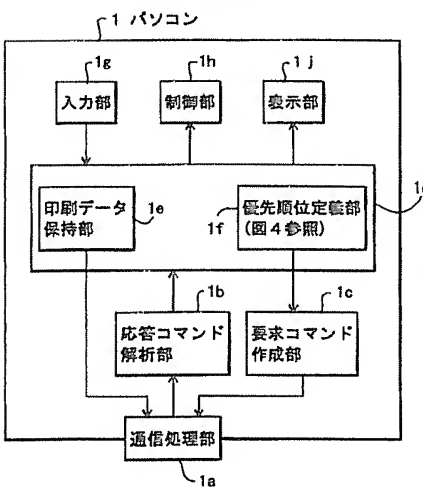 1 パソコン
1g
1h
1j
入力部
制御部
表示部
印刷データ
保持部
1e
1f
優先順位定義部
(図4参照)
1b
1c
応答コマンド
解析部
要求コマンド
作成部
通信処理部
1a